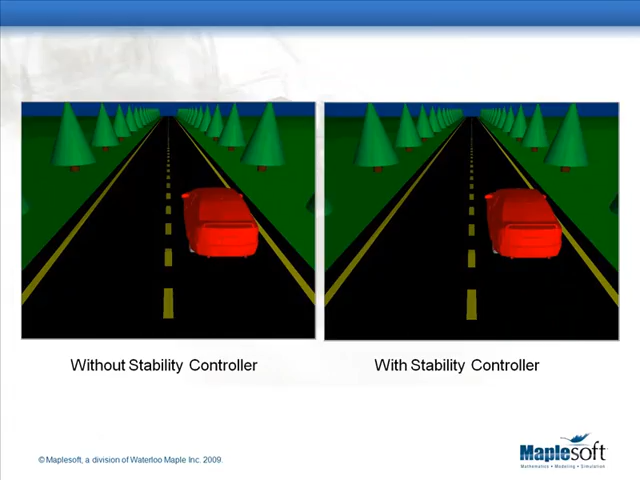 Without Stability Controller
With Stability Controller
© Maplesoft, a division of Waterloo Maple Inc. 2009.
Maplesoft
Mathematics • Modeling • Simulation